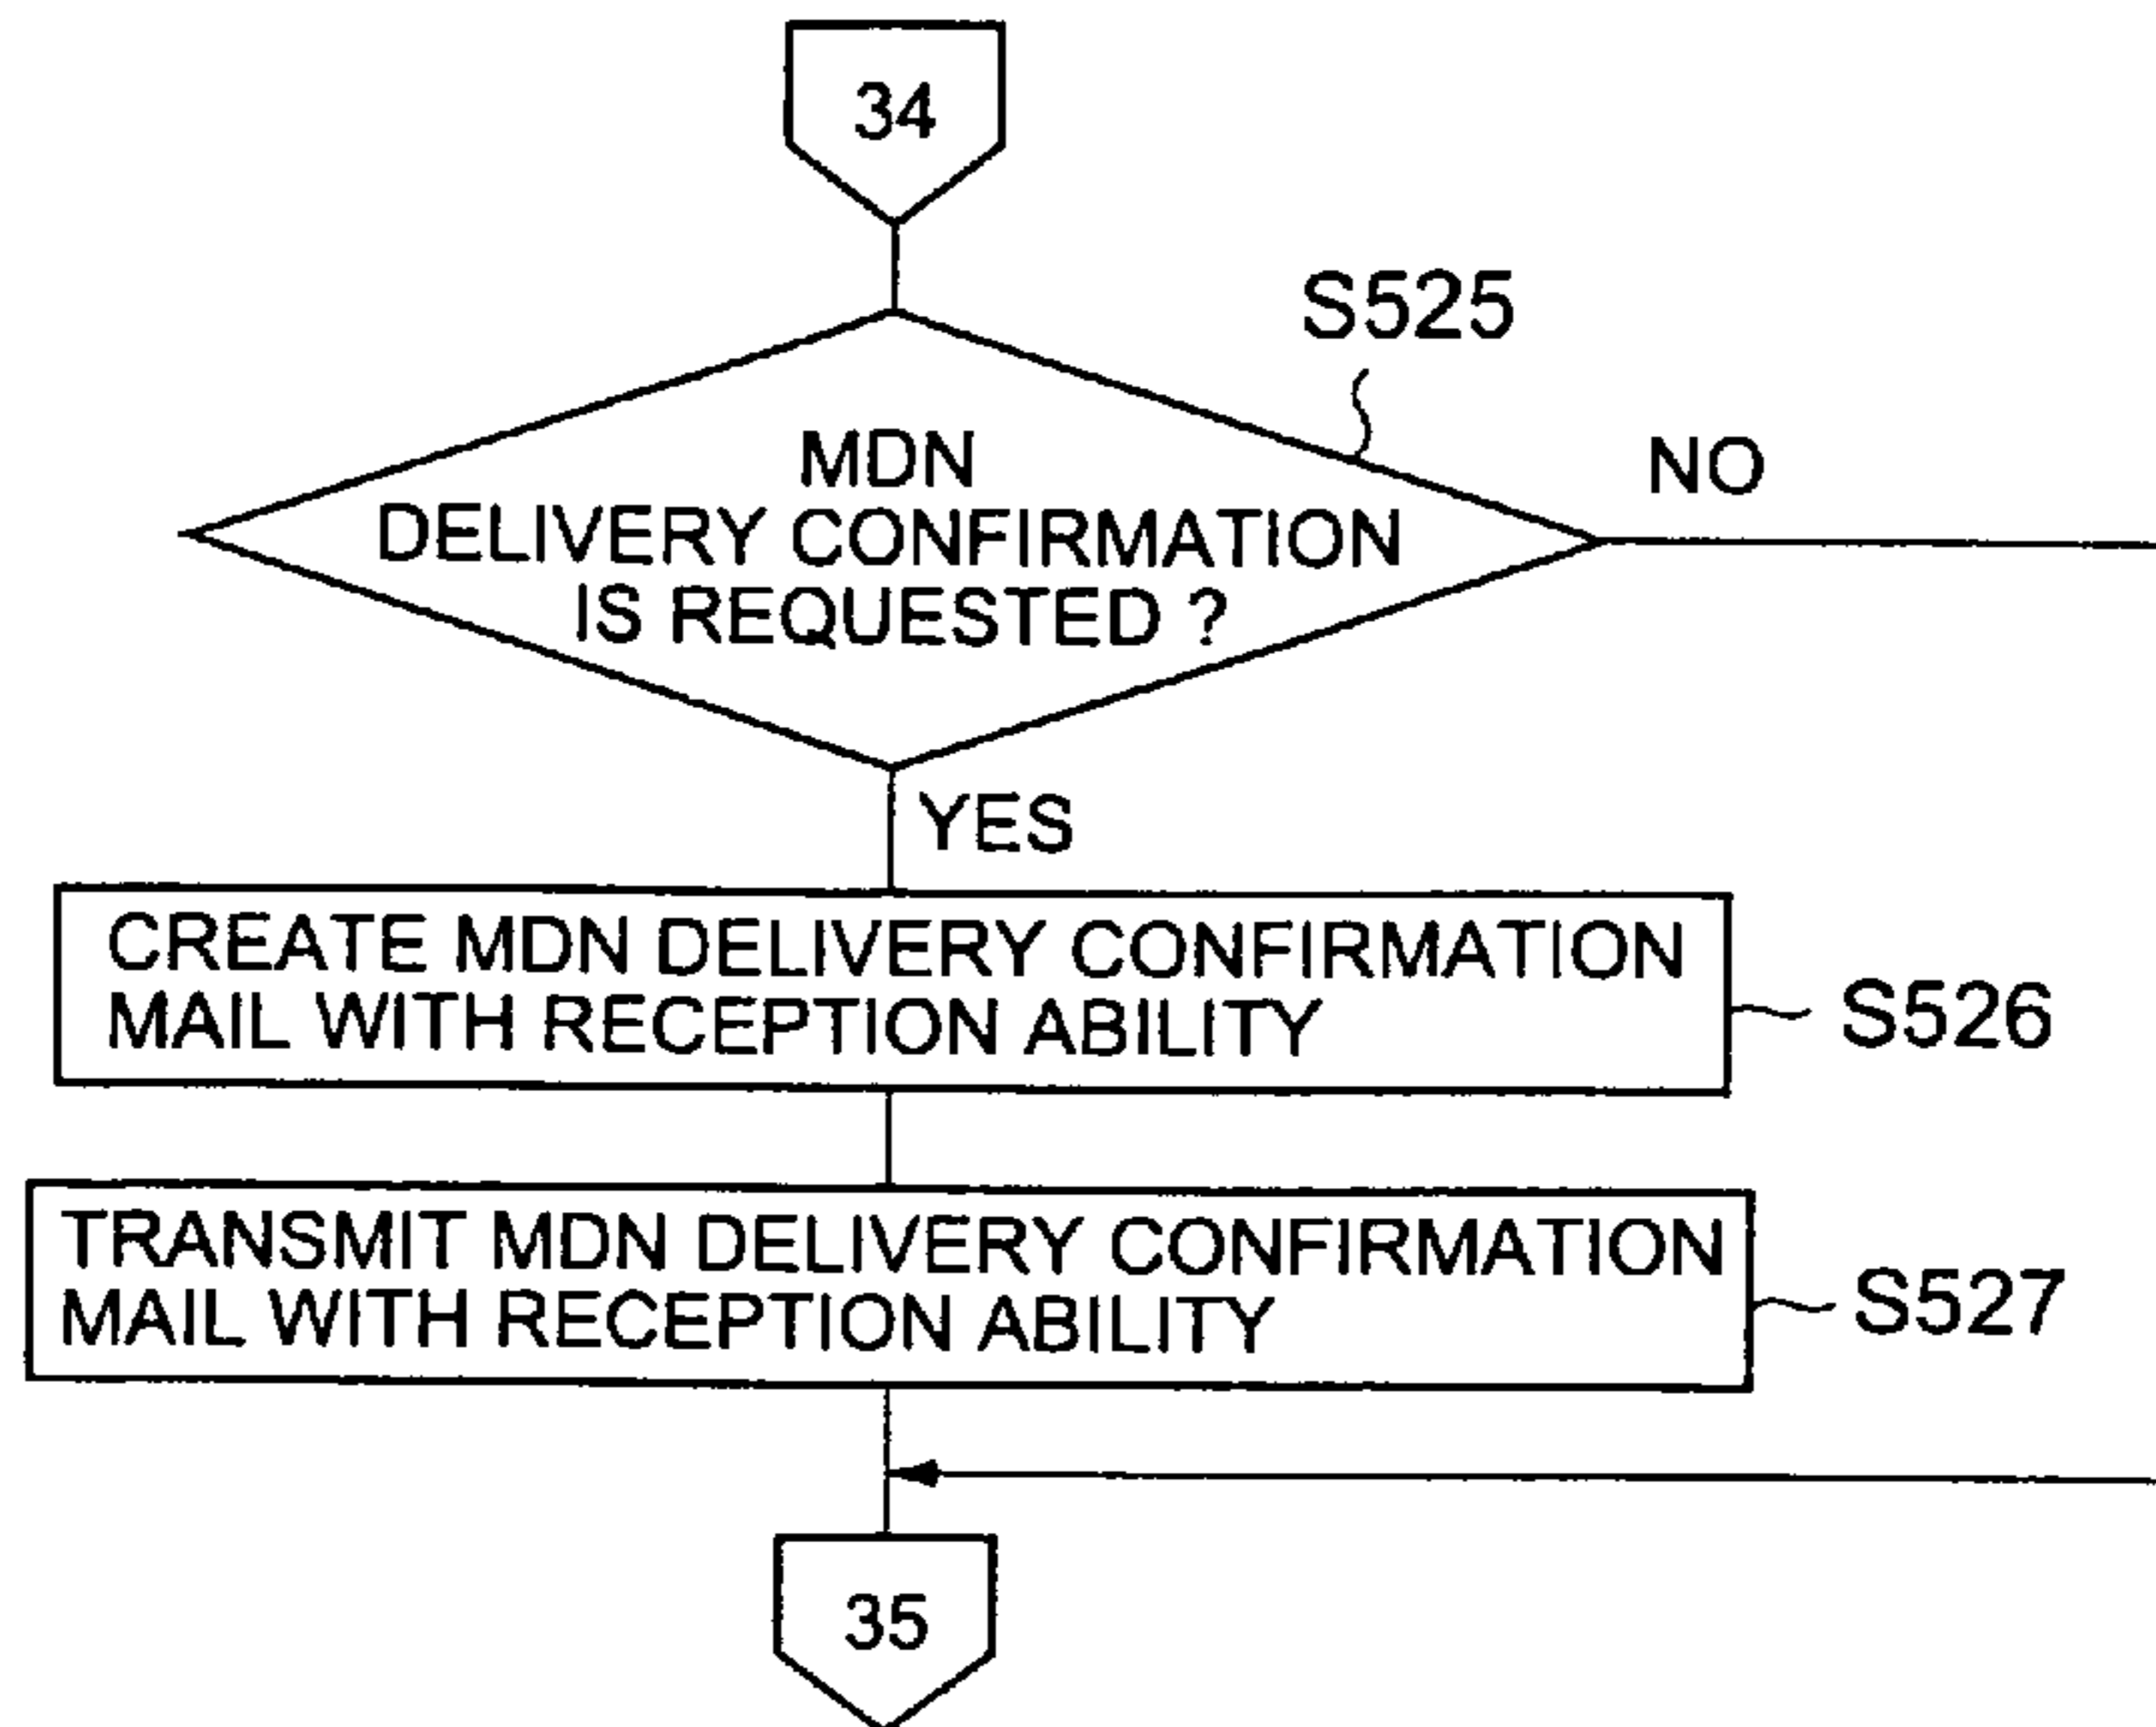 34
S525
MDN
DELIVERY CONFIRMATION
IS REQUESTED ?
NO
YES
CREATE MDN DELIVERY CONFIRMATION
MAIL WITH RECEPTION ABILITY
S526
TRANSMIT MDN DELIVERY CONFIRMATION
MAIL WITH RECEPTION ABILITY
S527
35